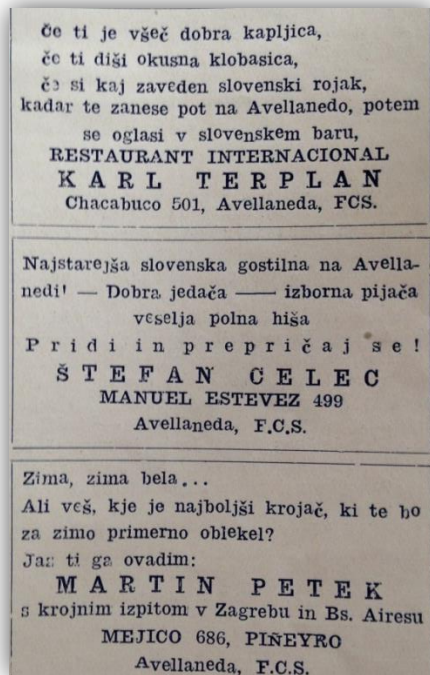 Če ti je všeč dobra kapljica,
če ti diši okusna klobasica,
če si kaj zaveden slovenski rojak,
kadar te zanese pot na Avellanedo, potem
se oglasi v slovenskem baru,
RESTAURANT INTERNACIONAL
KARL TERPLAN
Chacabuco 501, Avellaneda, FCS.
Najstarejša slovenska gostilna na Avella-
nedi! — Dobra jedača — izborna pijača
veselja polna hiša
Pridi in prepričaj se!
ŠTEFAN CELEC
MANUEL ESTEVEZ 499
Avellaneda, F.C.S.
Zima, zima bela...
Ali veš, kje je najboljši krojač, ki te bo
za zimo primerno oblekel?
Jaz ti ga ovadim:
MARTIN PETEK
s krojnim izpitom v Zagrebu in Bs. Airesu
MEJICO 686, PIÑEYRO
Avellaneda, F.C.S.